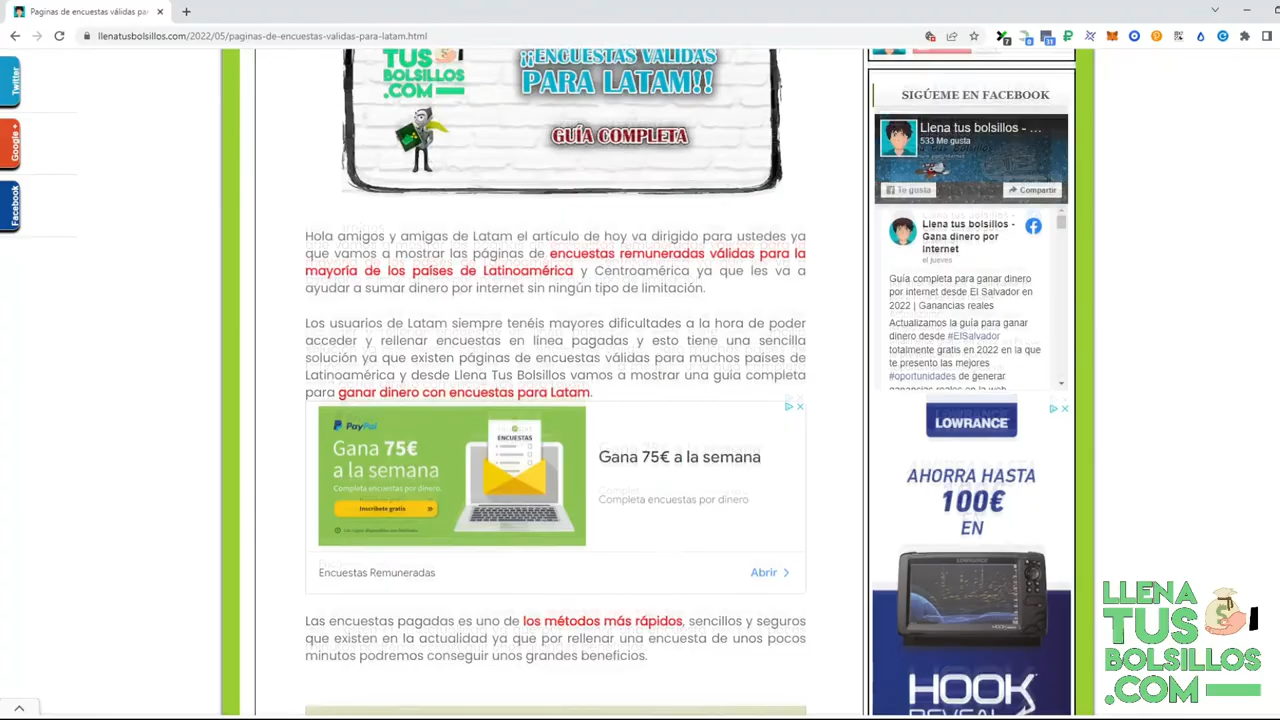 Paginas de encuestas válidas pa
llenatusbolsillos.com/2022/05/paginas-de-encuestas-validas-para-latam.html
Twitter
Google +
Facebook
TUS
BOLSILLOS
.COM
¡¡ENCUESTAS VÁLIDAS
PARA LATAM!!
GUÍA COMPLETA
Hola amigos y amigas de Latam el artículo de hoy va dirigido para ustedes ya
que vamos a mostrar las páginas de encuestas remuneradas válidas para la
mayoría de los países de Latinoamérica y Centroamérica ya que les va a
ayudar a sumar dinero por internet sin ningún tipo de limitación.
Los usuarios de Latam siempre tenéis mayores dificultades a la hora de poder
acceder y rellenar encuestas en línea pagadas y esto tiene una sencilla
solución ya que existen páginas de encuestas válidas para muchos países de
Latinoamérica y desde Llena Tus Bolsillos vamos a mostrar una guía completa
para ganar dinero con encuestas para Latam.
PayPal
Gana 75€
a la semana
Completa encuestas por dinero.
Inscríbete gratis
ENCUESTAS
Gana 75€ a la semana
Completa encuestas por dinero
Encuestas Remuneradas
Abrir
Las encuestas pagadas es uno de los métodos más rápidos, sencillos y seguros
que existen en la actualidad ya que por rellenar una encuesta de unos pocos
minutos podremos conseguir unos grandes beneficios.
SIGÚEME EN FACEBOOK
Llena tus bolsillos - ...
533 Me gusta
Te gusta
Compartir
Llena tus bolsillos -
Gana dinero por
internet
el jueves
Guía completa para ganar dinero
por internet desde El Salvador en
2022 | Ganancias reales
Actualizamos la guía para ganar
dinero desde #ElSalvador
totalmente gratis en 2022 en la que
te presento las mejores
#oportunidades de generar
ganancias reales en la web
LOWRANCE
AHORRA HASTA
100€
EN
LOWRANCE
HOOK
REVEAL
LLENA
TUS
BOLSILLOS
.COM